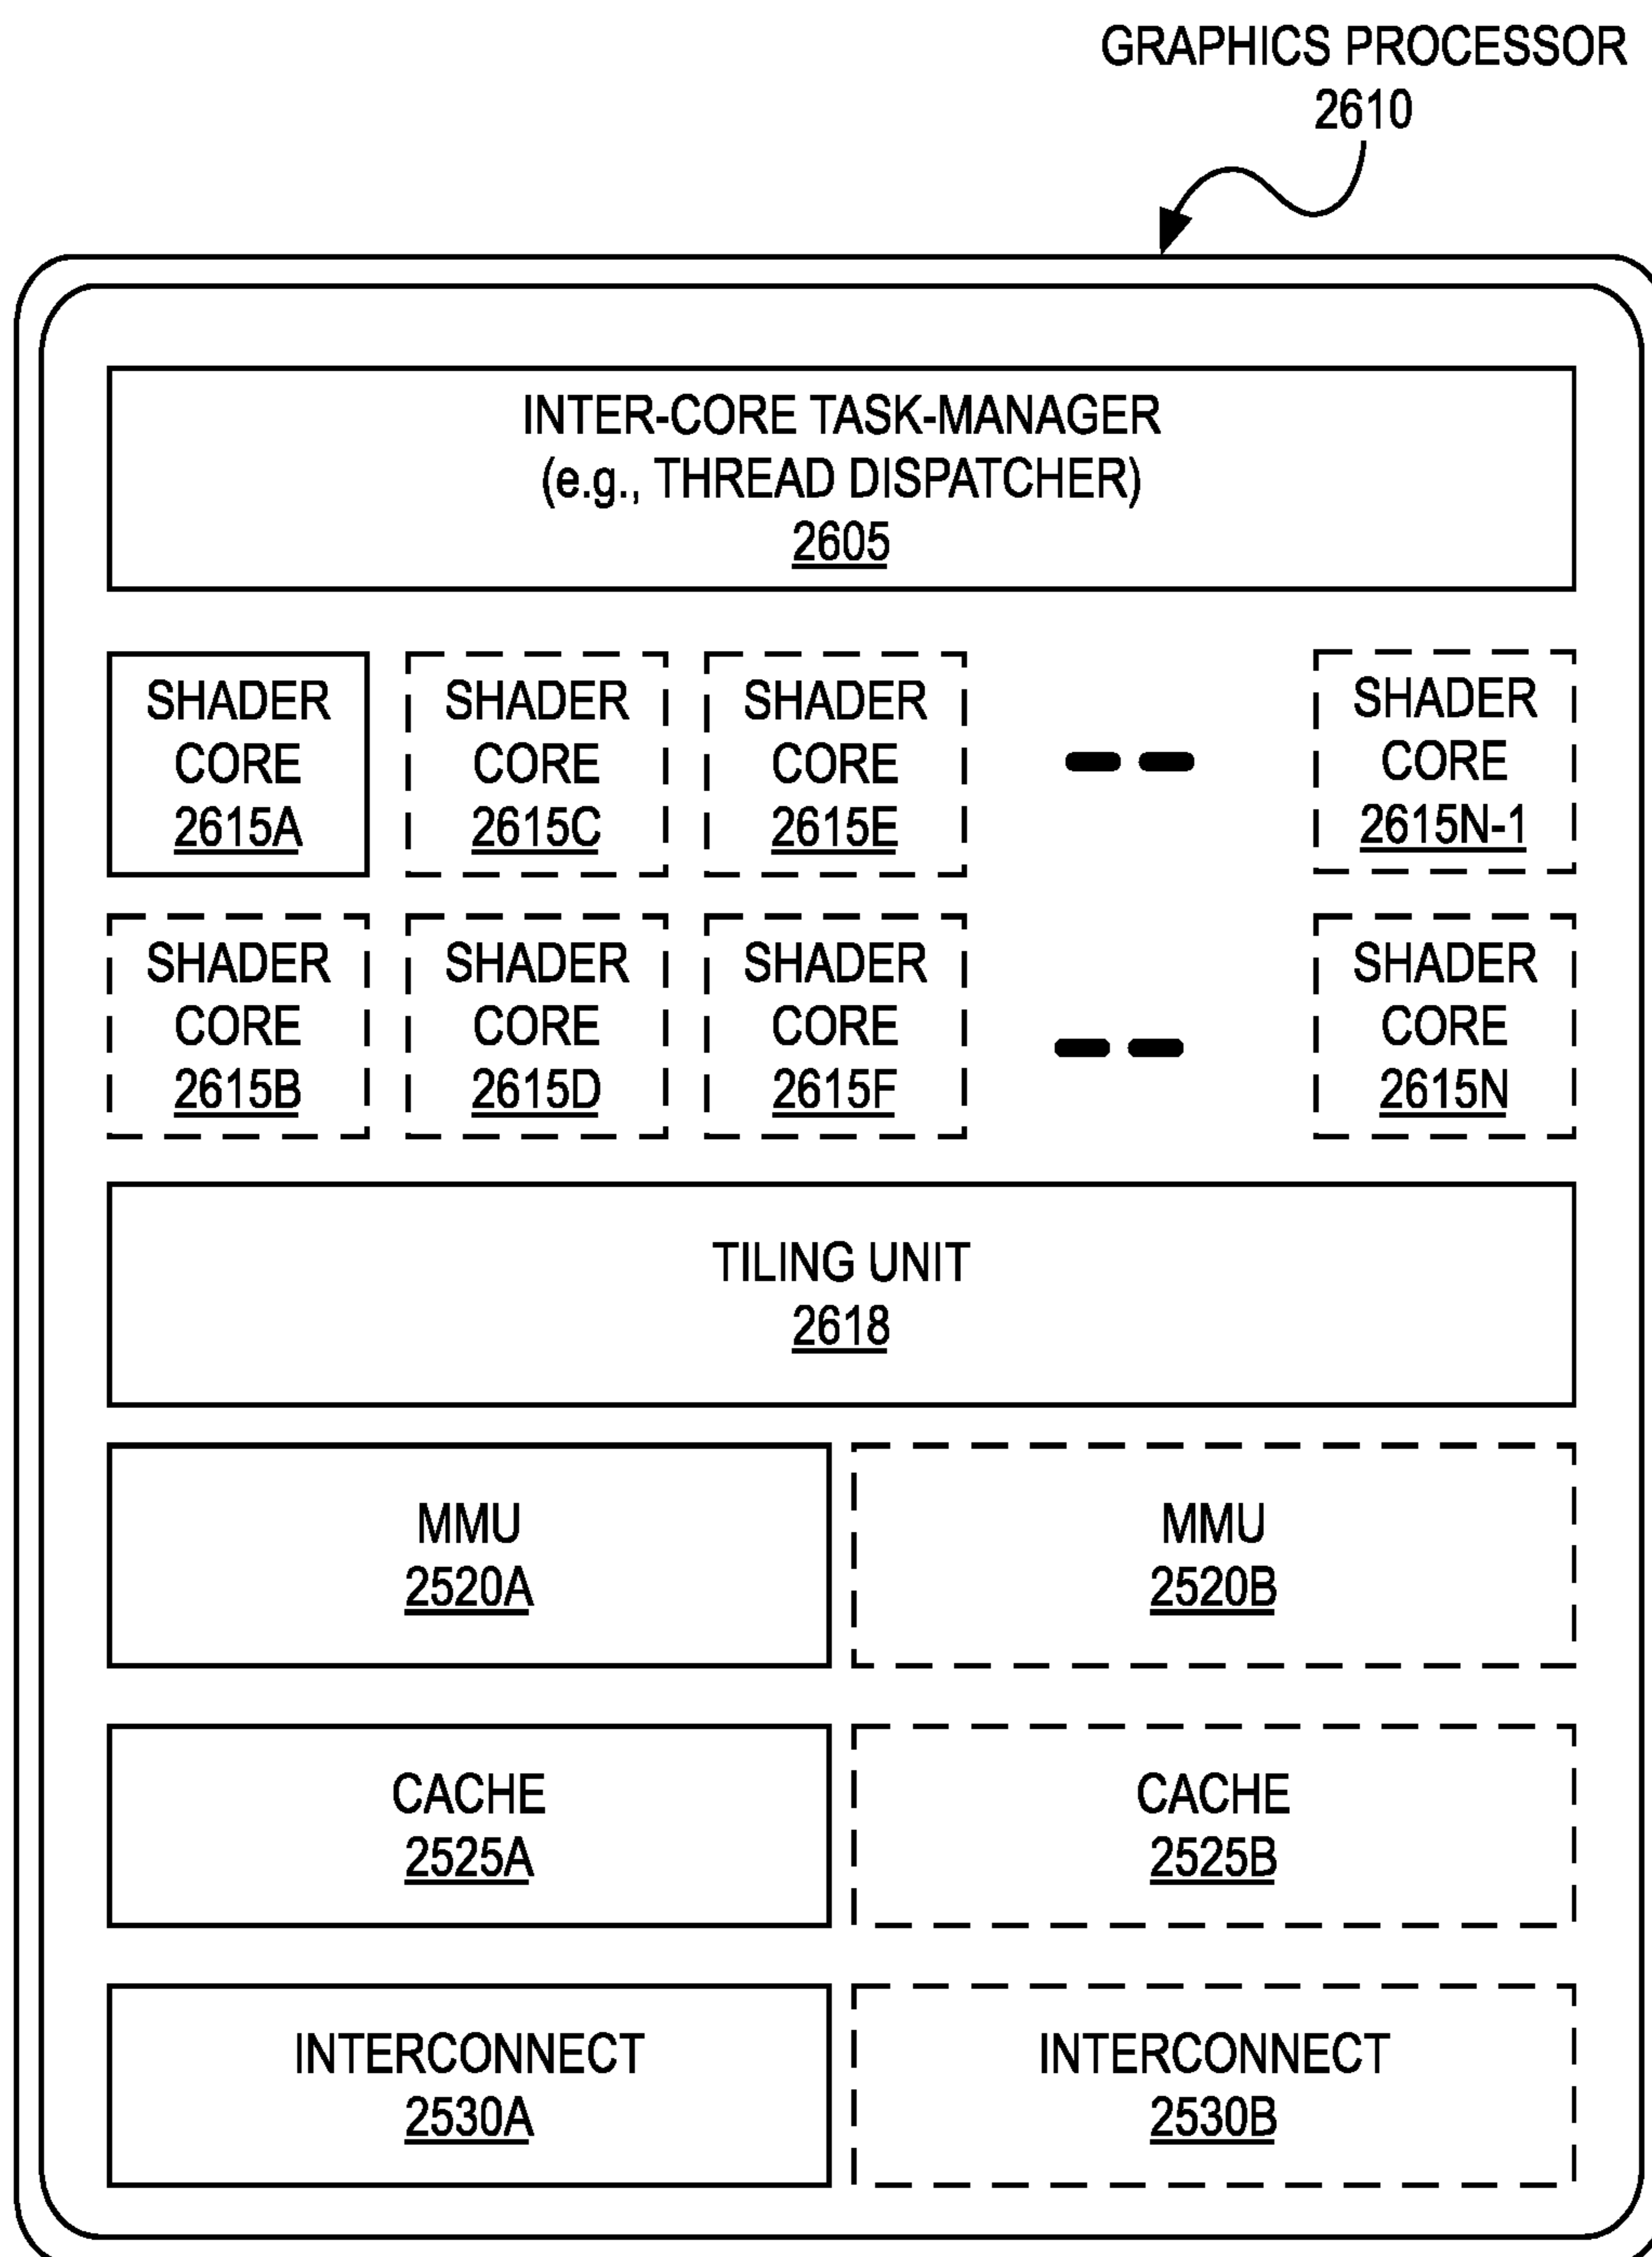 GRAPHICS PROCESSOR
2610
INTER-CORE TASK-MANAGER
(e.g., THREAD DISPATCHER)
2605
SHADER
CORE
2615A
SHADER
CORE
2615C
SHADER
CORE
2615E
SHADER
CORE
2615N-1
SHADER
CORE
2615B
SHADER
CORE
2615D
SHADER
CORE
2615F
SHADER
CORE
2615N
TILING UNIT
2618
MMU
2520A
MMU
2520B
CACHE
2525A
CACHE
2525B
INTERCONNECT
2530A
INTERCONNECT
2530B